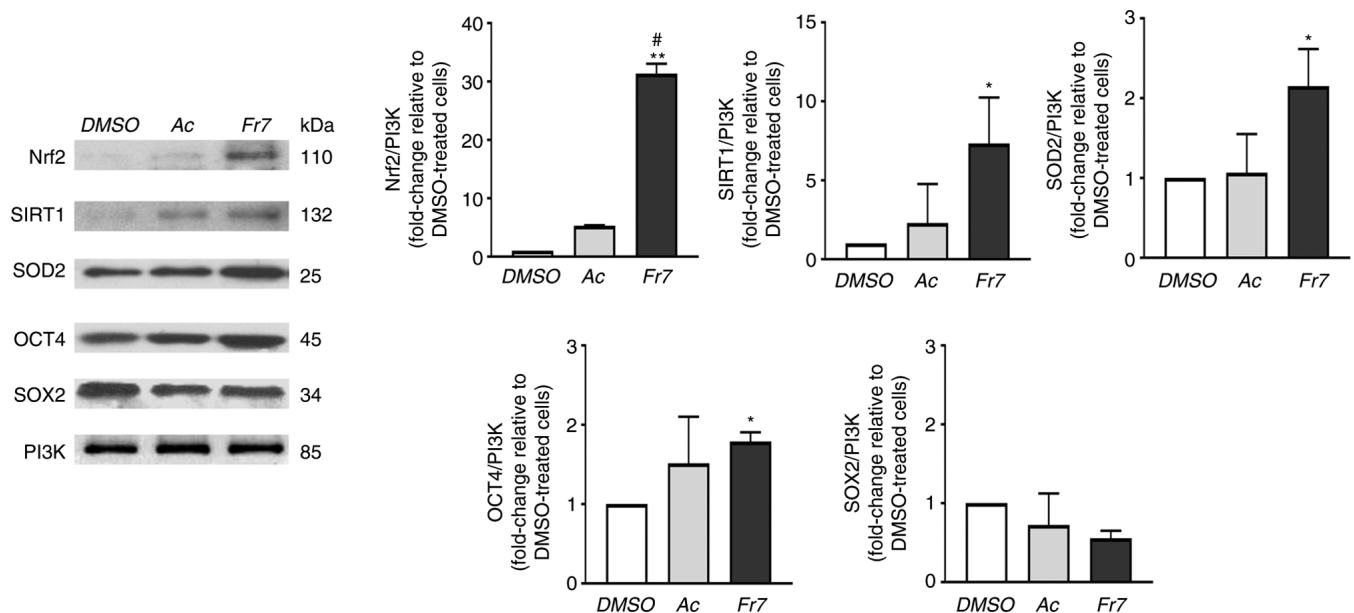 DMSO Ac Fr7 kDa
Nrf2 110
SIRT1 132
SOD2 25
OCT4 45
SOX2 34
PI3K 85
Nrf2/PI3K
(fold-change relative to
DMSO-treated cells)
40
30
20
10
0
#
**
DMSO Ac Fr7
SIRT1/PI3K
(fold-change relative to
DMSO-treated cells)
15
10
5
0
*
DMSO Ac Fr7
SOD2/PI3K
(fold-change relative to
DMSO-treated cells)
3
2
1
0
*
DMSO Ac Fr7
OCT4/PI3K
(fold-change relative to
DMSO-treated cells)
3
2
1
0
*
DMSO Ac Fr7
SOX2/PI3K
(fold-change relative to
DMSO-treated cells)
3
2
1
0
DMSO Ac Fr7